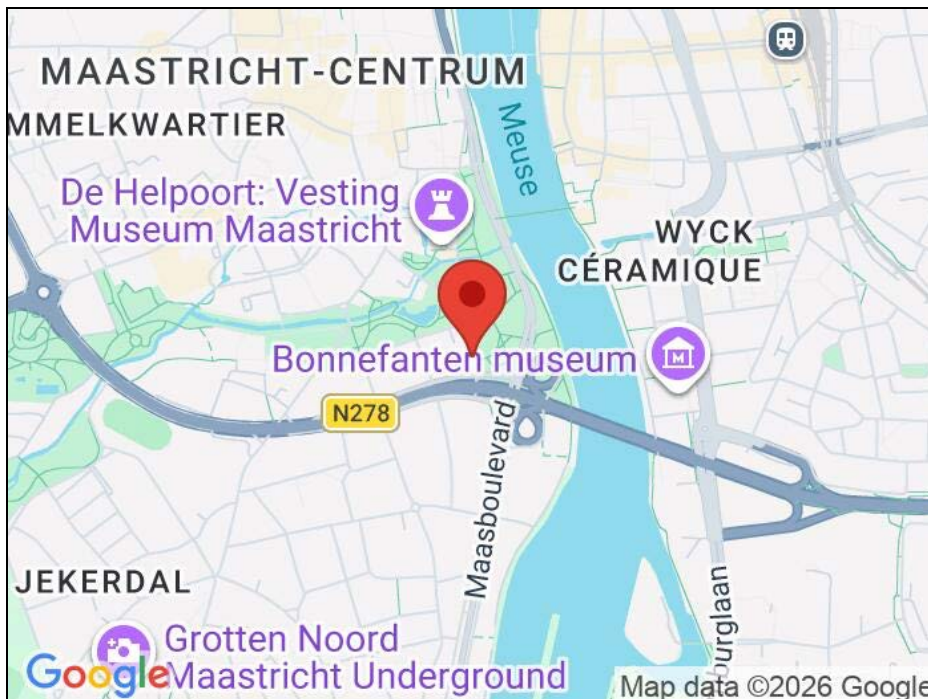 MAASTRICHT-CENTRUM
MMELKWARTIER
Meuse
De Helpoort: Vesting
Museum Maastricht
WYCK
CÉRAMIQUE
Bonnefanten museum
M
N278
Maasboulevard
JEKERDAL
Grotten Noord
Maastricht Underground
ourglaan
Google
Map data ©2026 Google